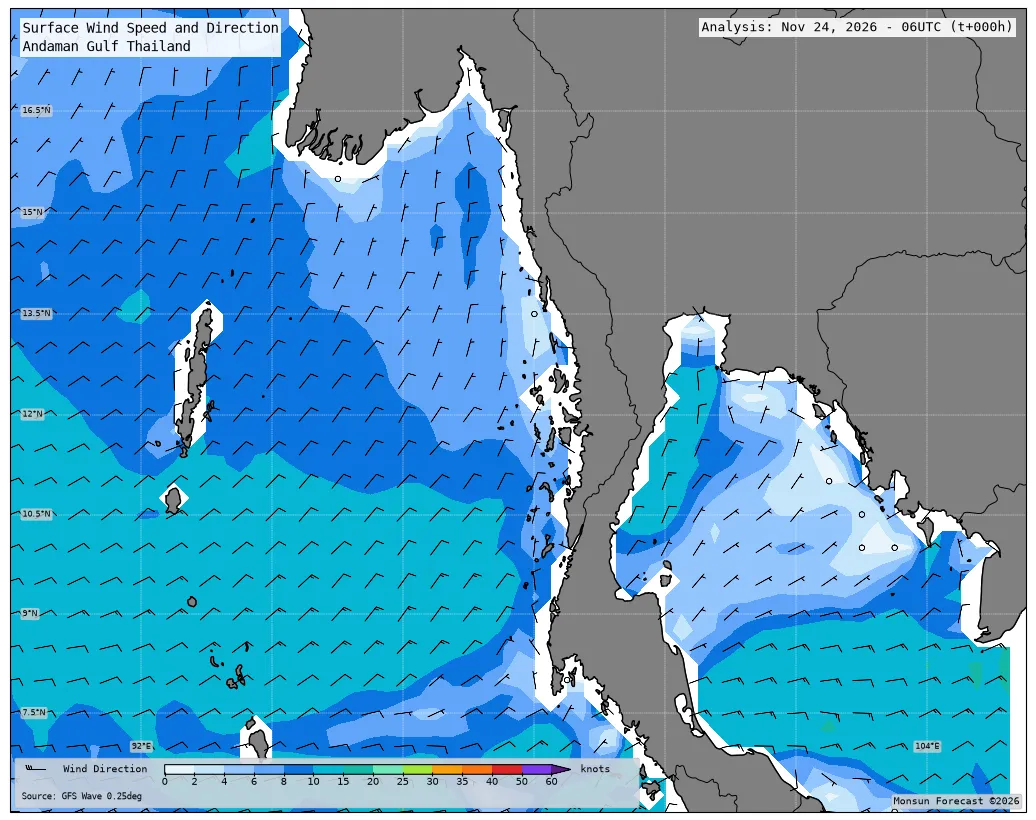 Surface Wind Speed and Direction
Andaman Gulf Thailand
Analysis: Nov 24, 2026 - 06UTC (t+000h)
16.5°N
15°N
13.5°N
12°N
10.5°N
9°N
7.5°N
92°E
104°E
Wind Direction
0 2 4 6 8 10 15 20 25 30 35 40 50 60
knots
Source: GFS Wave 0.25deg
Monsun Forecast ©2026